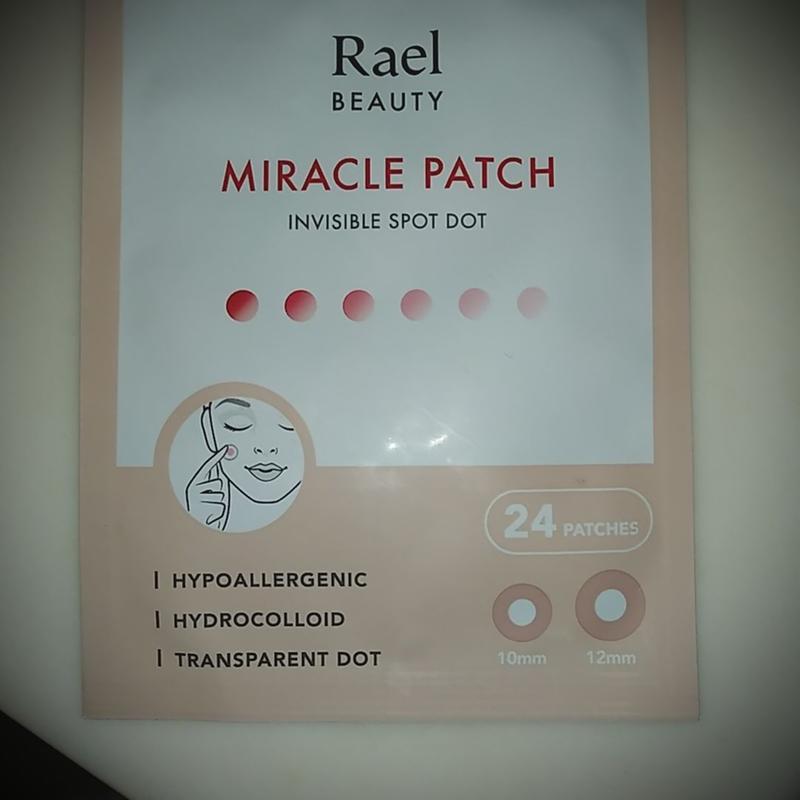 Rael
BEAUTY
MIRACLE PATCH
INVISIBLE SPOT DOT
24 PATCHES
| HYPOALLERGENIC
| HYDROCOLLOID
| TRANSPARENT DOT
10mm 12mm